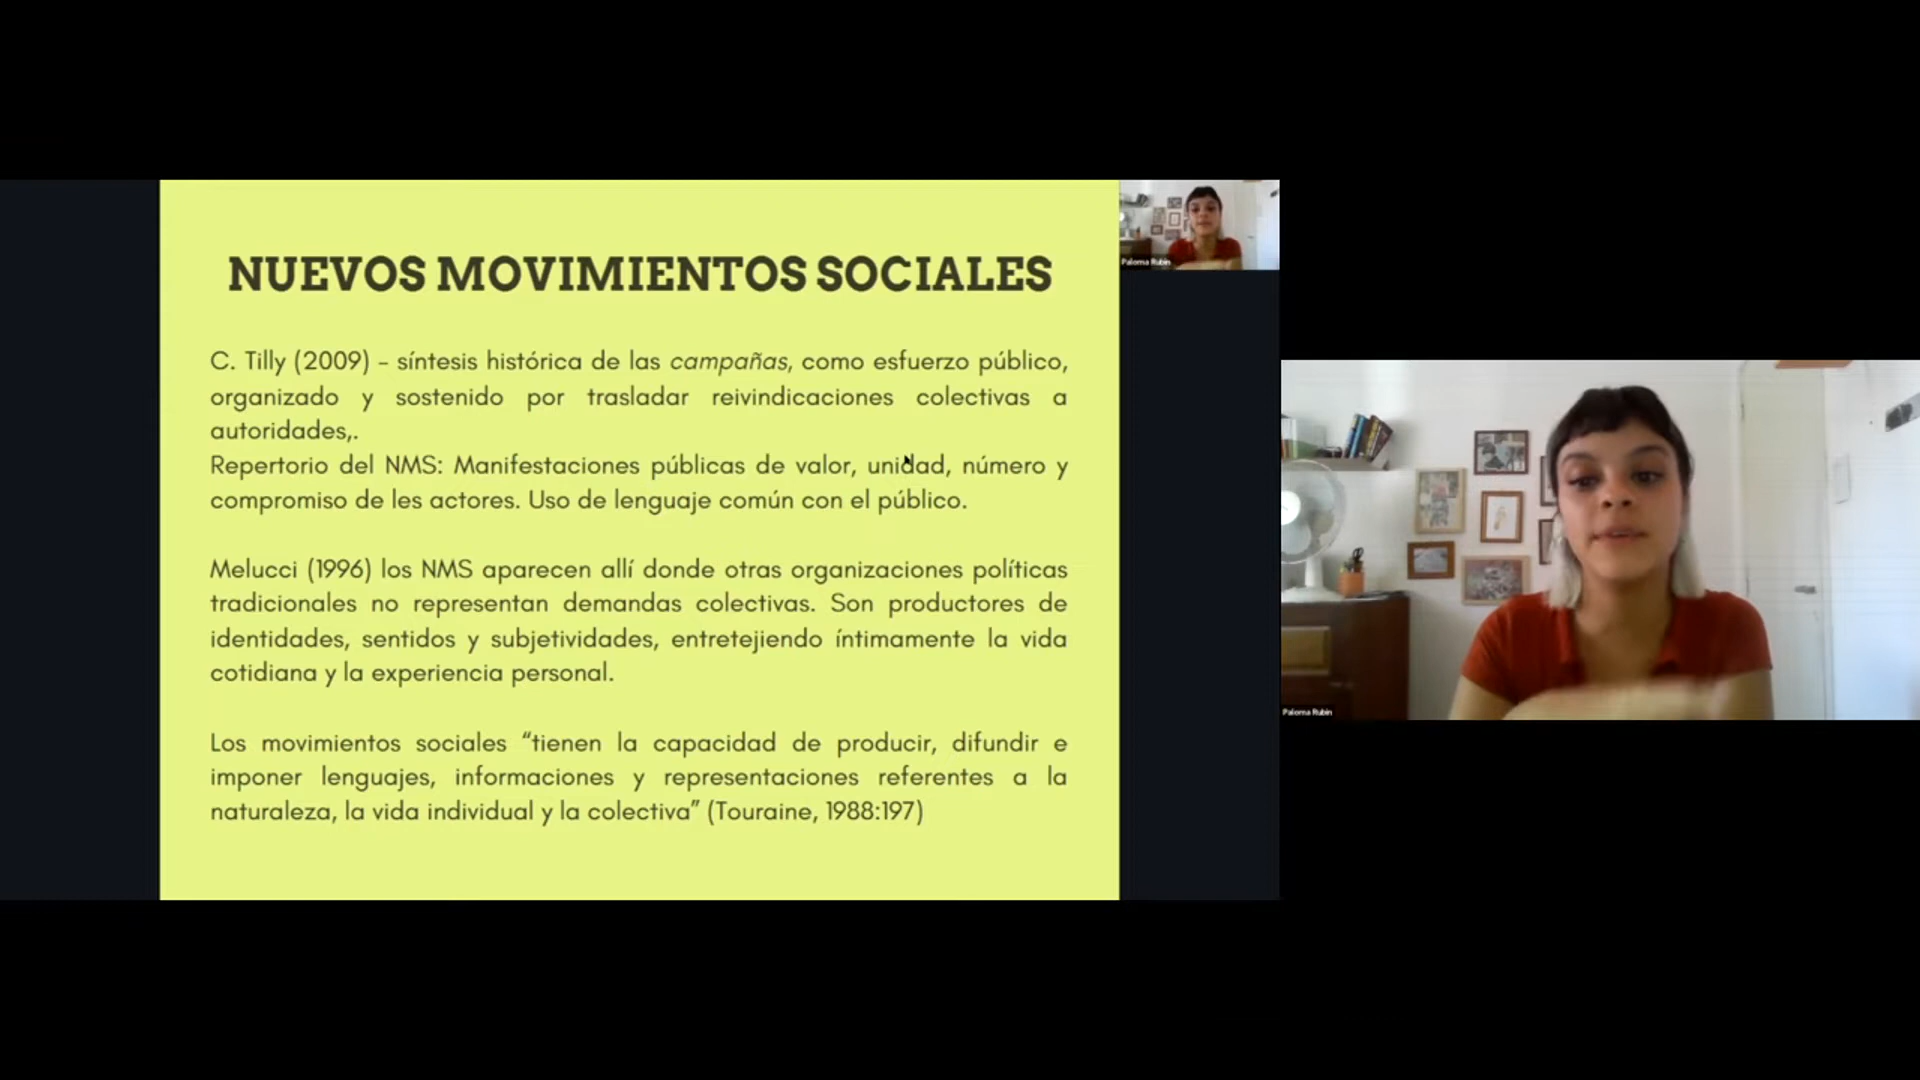 NUEVOS MOVIMIENTOS SOCIALES
C. Tilly (2009) - síntesis histórica de las campañas, como esfuerzo público,
organizado y sostenido por trasladar reivindicaciones colectivas a
autoridades,.
Repertorio del NMS: Manifestaciones públicas de valor, unidad, número y
compromiso de les actores. Uso de lenguaje común con el público.
Melucci (1996) los NMS aparecen allí donde otras organizaciones políticas
tradicionales no representan demandas colectivas. Son productores de
identidades, sentidos y subjetividades, entretejiendo íntimamente la vida
cotidiana y la experiencia personal.
Los movimientos sociales “tienen la capacidad de producir, difundir e
imponer lenguajes, informaciones y representaciones referentes a la
naturaleza, la vida individual y la colectiva” (Touraine, 1988:197)
Paloma Rubin
Paloma Rubin